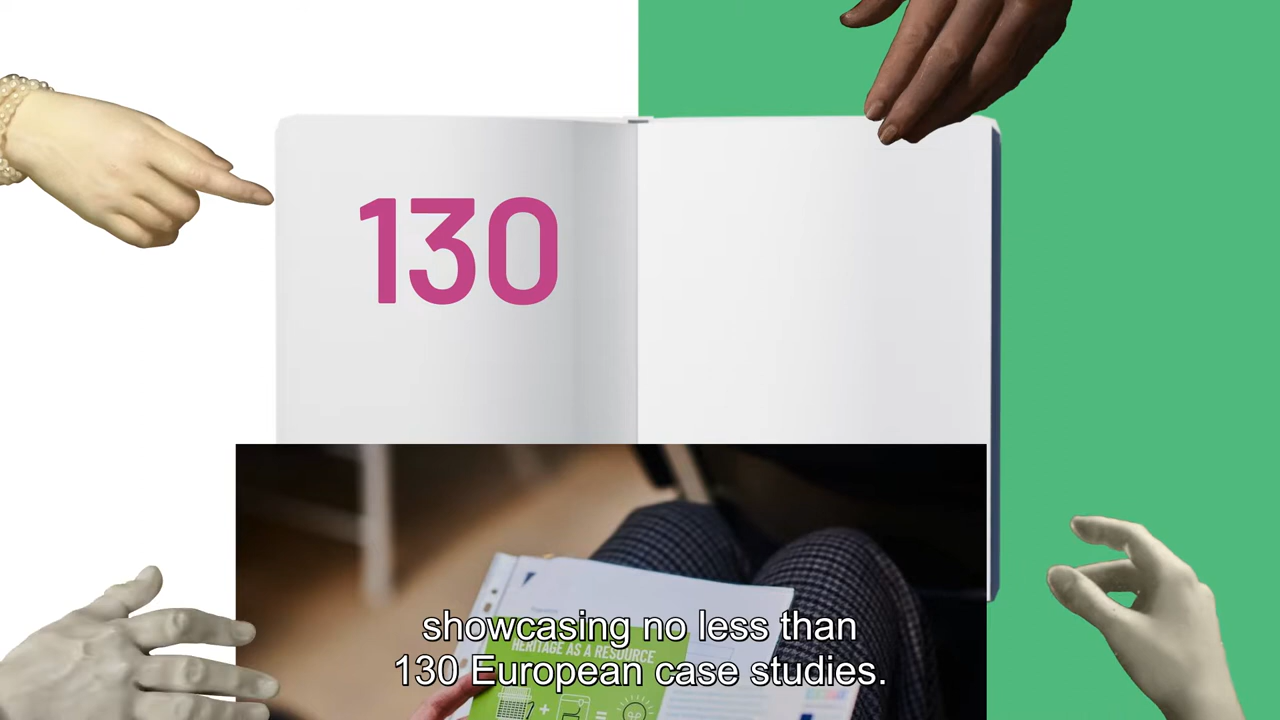 130
showcasing no less than
HERITAGE AS A RESOURCE
130 European case studies.